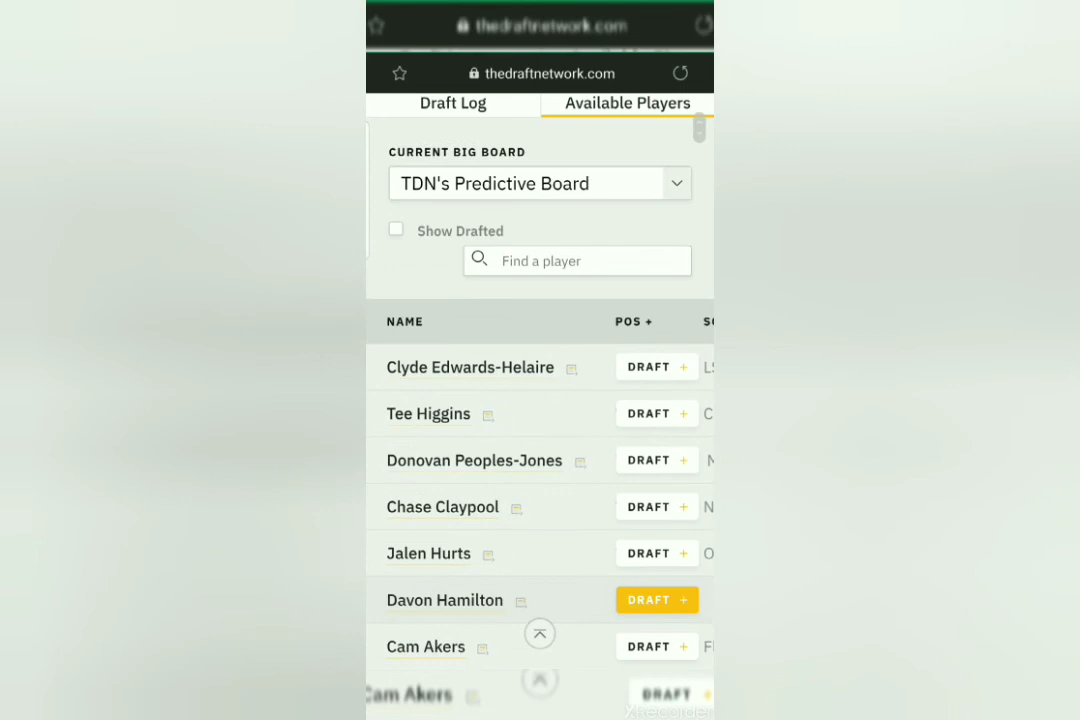 thedraftnetwork.com
thedraftnetwork.com
Draft Log Available Players
CURRENT BIG BOARD
TDN's Predictive Board
Show Drafted
Find a player
NAME POS +
Clyde Edwards-Helaire DRAFT +
Tee Higgins DRAFT +
Donovan Peoples-Jones DRAFT +
Chase Claypool DRAFT +
Jalen Hurts DRAFT +
Davon Hamilton DRAFT +
Cam Akers DRAFT +
Cam Akers DRAFT +
XRecorder